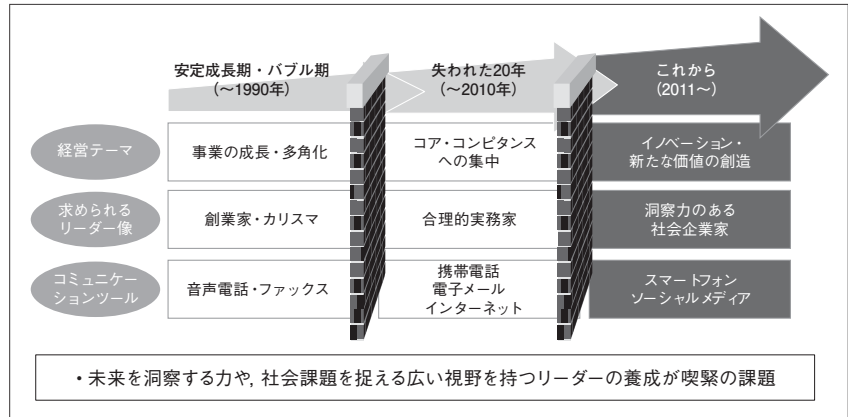 安定成長期・バブル期
(〜1990年)
失われた20年
(〜2010年)
これから
(2011〜)
経営テーマ
事業の成長・多角化
コア・コンピタンス
への集中
イノベーション・
新たな価値の創造
求められる
リーダー像
創業家・カリスマ
合理的実務家
洞察力のある
社会企業家
コミュニケー
ションツール
音声電話・ファックス
携帯電話
電子メール
インターネット
スマートフォン
ソーシャルメディア
・未来を洞察する力や, 社会課題を捉える広い視野を持つリーダーの養成が喫緊の課題